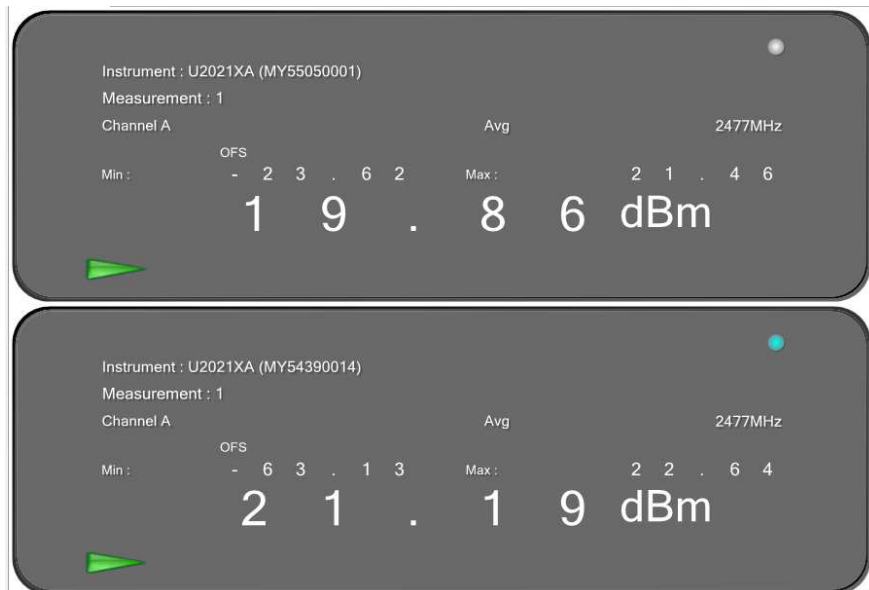 Instrument : U2021XA (MY55050001)
Measurement : 1
Channel A Avg 2477MHz
OFS
Min : - 2 3 . 6 2 Max : 2 1 . 4 6
1 9 . 8 6 dBm
Instrument : U2021XA (MY54390014)
Measurement : 1
Channel A Avg 2477MHz
OFS
Min : - 6 3 . 1 3 Max : 2 2 . 6 4
2 1 . 1 9 dBm